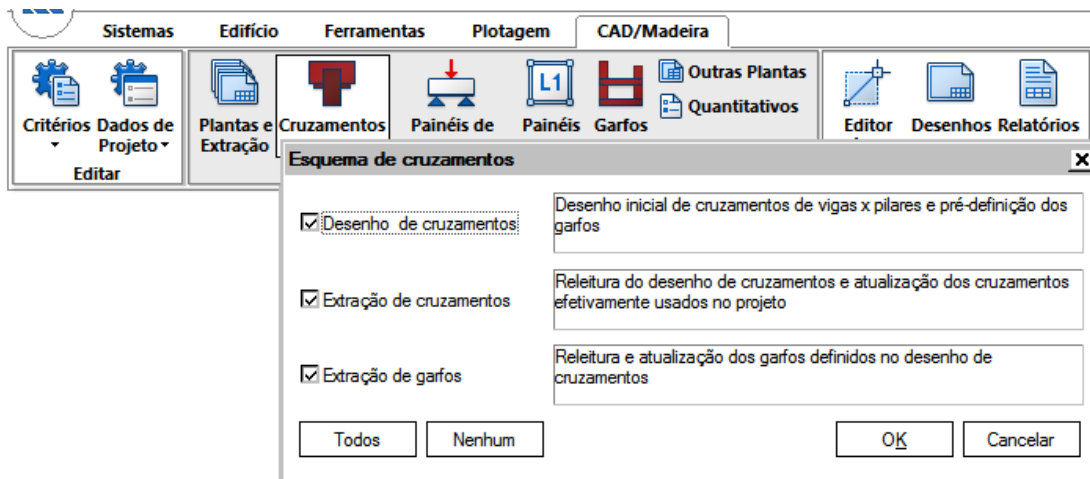 Sistemas Edifício Ferramentas Plotagem CAD/Madeira
L1
Outras Plantas
Quantitativos
Critérios Dados de Projeto
Plantas e Extração
Cruzamentos
Painéis de
Painéis
Garfos
Editor
Desenhos
Relatórios
Editar
Esquema de cruzamentos
Desenho de cruzamentos
Desenho inicial de cruzamentos de vigas x pilares e pré-definição dos
garfos
Extração de cruzamentos
Releitura do desenho de cruzamentos e atualização dos cruzamentos
efetivamente usados no projeto
Extração de garfos
Releitura e atualização dos garfos definidos no desenho de
cruzamentos
Todos Nenhum OK Cancelar